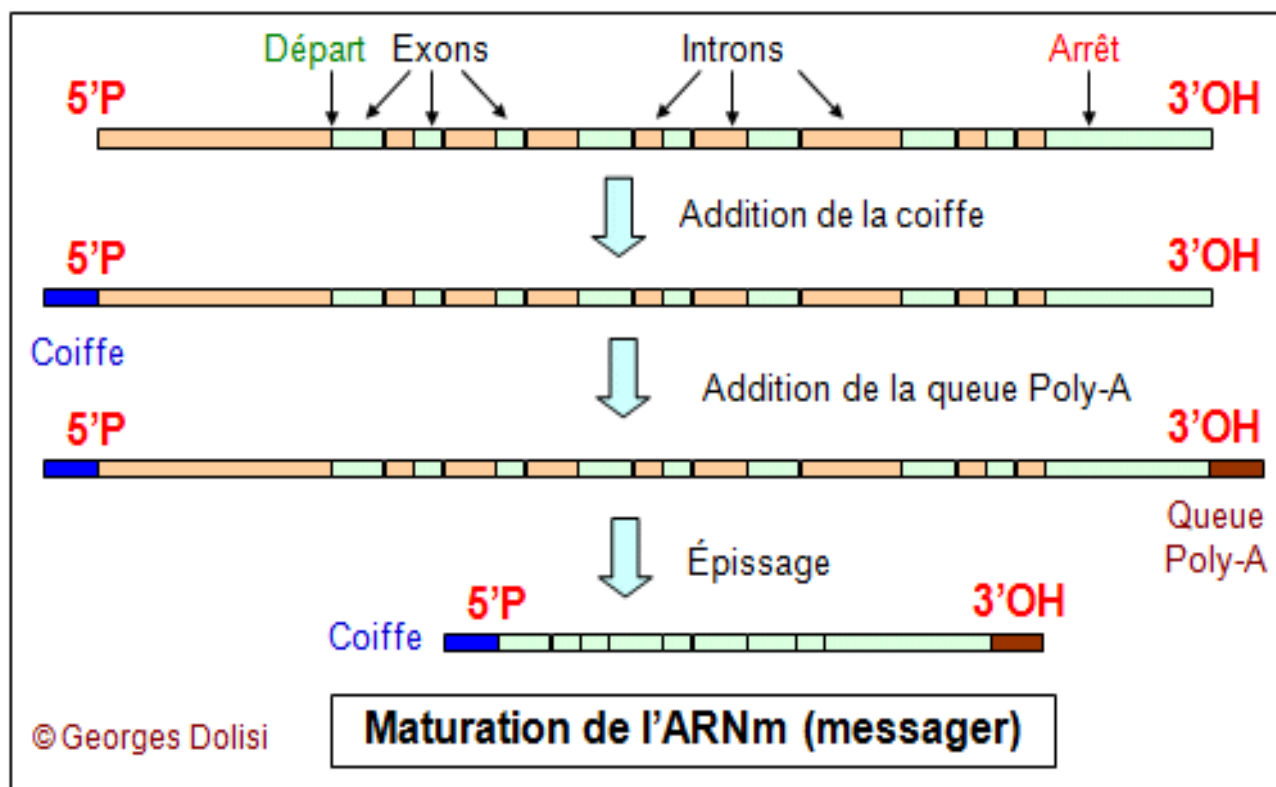 Départ Exons Introns Arrêt
5'P 3'OH
Addition de la coiffe
5'P 3'OH
Coiffe
Addition de la queue Poly-A
5'P 3'OH
Queue
Poly-A
Épissage
5'P 3'OH
Coiffe
Maturation de l'ARNm (messager)
© Georges Dolisi